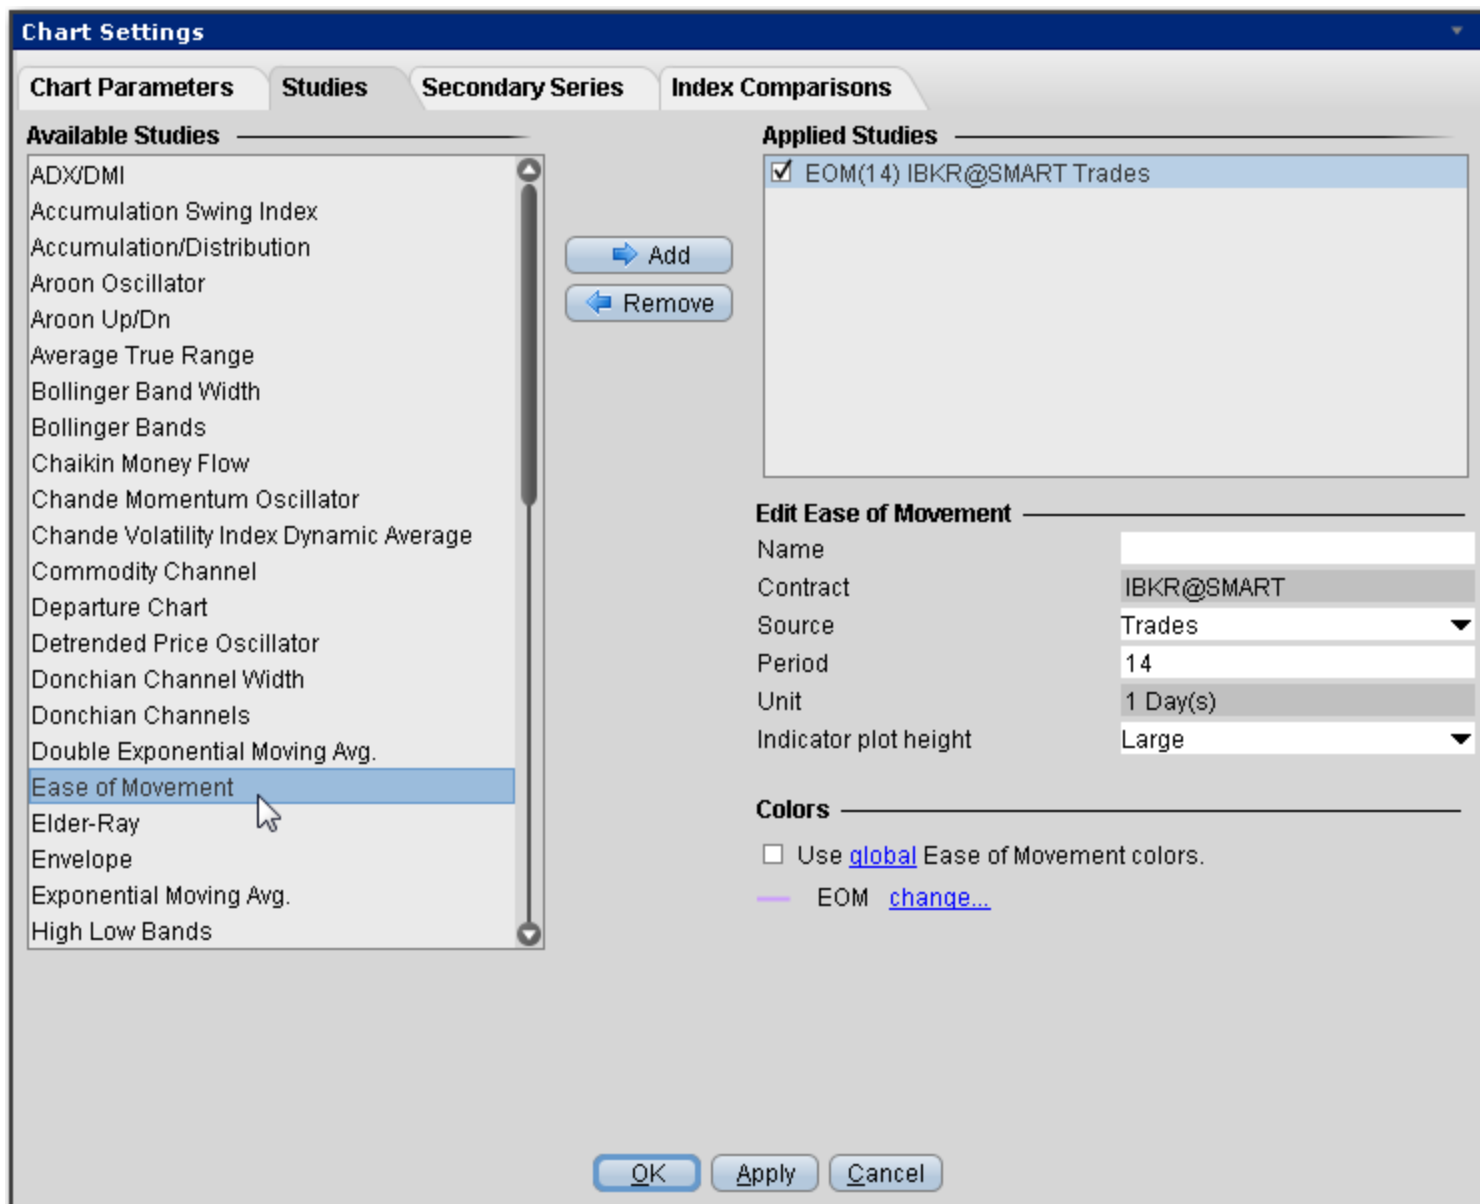 Chart Settings
Chart Parameters
Studies
Secondary Series
Index Comparisons
Available Studies
ADX/DMI
Accumulation Swing Index
Accumulation/Distribution
Aroon Oscillator
Aroon Up/Dn
Average True Range
Bollinger Band Width
Bollinger Bands
Chaikin Money Flow
Chande Momentum Oscillator
Chande Volatility Index Dynamic Average
Commodity Channel
Departure Chart
Detrended Price Oscillator
Donchian Channel Width
Donchian Channels
Double Exponential Moving Avg.
Ease of Movement
Elder-Ray
Envelope
Exponential Moving Avg.
High Low Bands
Add
Remove
Applied Studies
EOM(14) IBKR@SMART Trades
Edit Ease of Movement
Name
Contract IBKR@SMART
Source Trades
Period 14
Unit 1 Day(s)
Indicator plot height Large
Colors
Use global Ease of Movement colors.
EOM change...
OK
Apply
Cancel